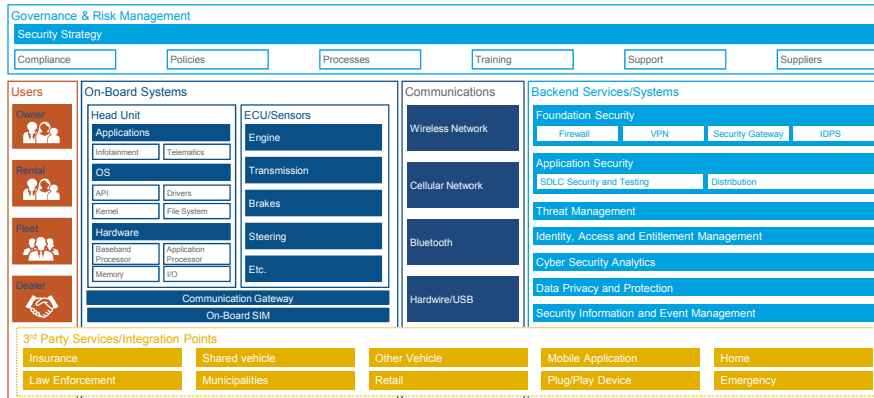 Governance & Risk Management
Security Strategy
Compliance
Policies
Processes
Training
Support
Suppliers
Users
Owner
Rental
Fleet
Dealer
On-Board Systems
Head Unit
Applications
Infotainment
Telematics
OS
API
Drivers
Kernel
File System
Hardware
Baseband
Processor
Application
Processor
Memory
I/O
ECU/Sensors
Engine
Transmission
Brakes
Steering
Etc.
Communication Gateway
On-Board SIM
Communications
Wireless Network
Cellular Network
Bluetooth
Hardwire/USB
Backend Services/Systems
Foundation Security
Firewall
VPN
Security Gateway
IDPS
Application Security
SDLC Security and Testing
Distribution
Threat Management
Identity, Access and Entitlement Management
Cyber Security Analytics
Data Privacy and Protection
Security Information and Event Management
3rd Party Services/Integration Points
Insurance
Shared vehicle
Other Vehicle
Mobile Application
Home
Law Enforcement
Municipalities
Retail
Plug/Play Device
Emergency